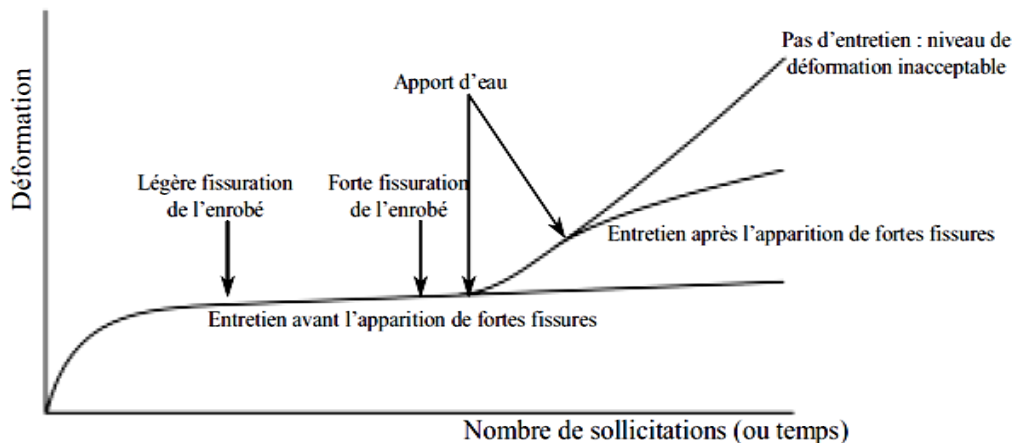 Déformation
Pas d'entretien : niveau de
déformation inacceptable
Apport d'eau
Légère fissuration
de l'enrobé
Forte fissuration
de l'enrobé
Entretien après l'apparition de fortes fissures
Entretien avant l'apparition de fortes fissures
Nombre de sollicitations (ou temps)